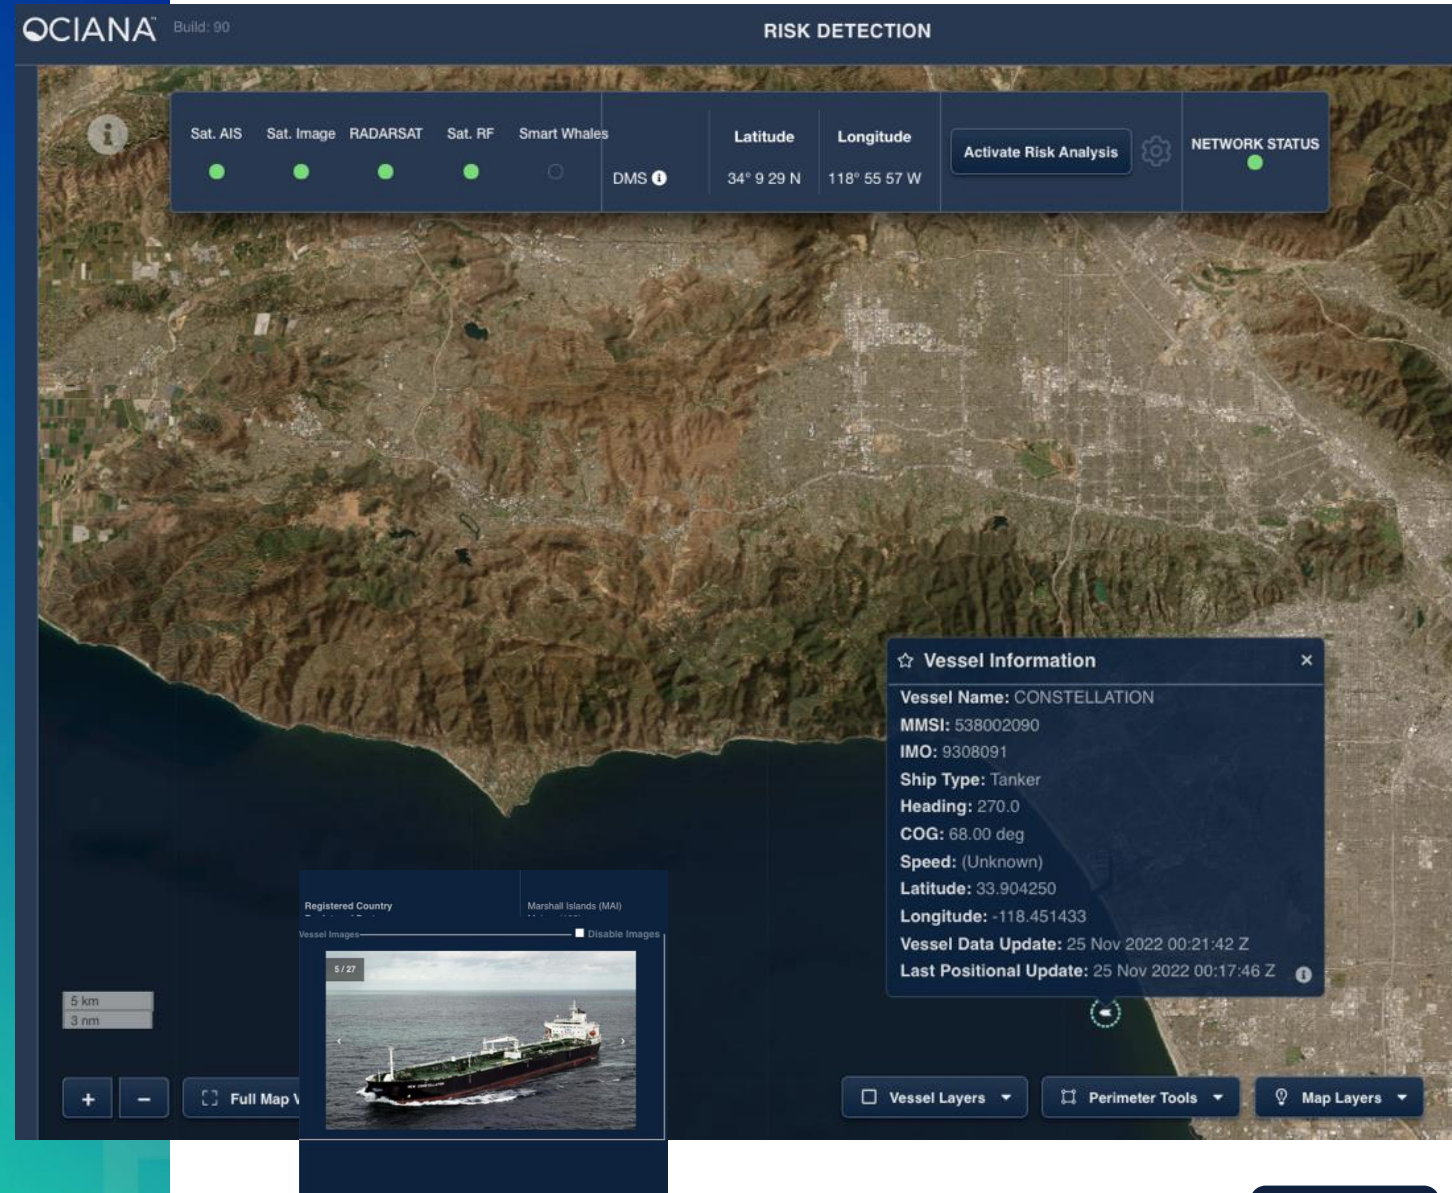 OCIANA™ Build: 90
RISK DETECTION
Sat. AIS Sat. Image RADARSAT Sat. RF Smart Whales
DMS
Latitude Longitude
34° 9 29 N 118° 55 57 W
Activate Risk Analysis
NETWORK STATUS
Vessel Information
Vessel Name: CONSTELLATION
MMSI: 538002090
IMO: 9308091
Ship Type: Tanker
Heading: 270.0
COG: 68.00 deg
Speed: (Unknown)
Latitude: 33.904250
Longitude: -118.451433
Vessel Data Update: 25 Nov 2022 00:21:42 Z
Last Positional Update: 25 Nov 2022 00:17:46 Z
Registered Country Marshall Islands (MAI)
Vessel Images Disable Images
5 / 27
NEW CONSTELLATION
5 km
3 nm
+ −
Full Map V
Vessel Layers
Perimeter Tools
Map Layers